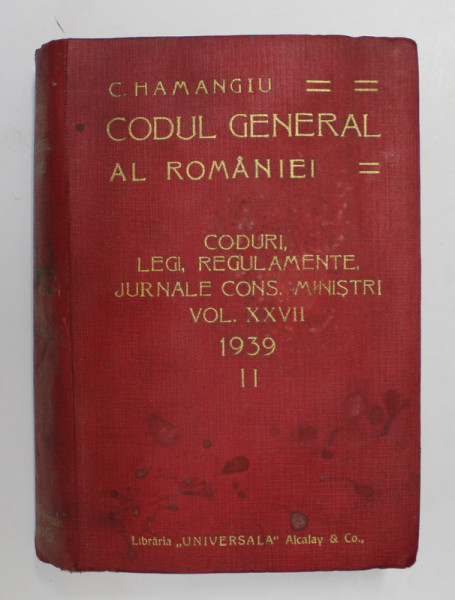 C. HAMANGIU
CODUL GENERAL
AL ROMÂNIEI
CODURI,
LEGI, REGULAMENTE,
JURNALE CONS. MINIȘTRI
VOL. XXVII
1939
II
Librăria „UNIVERSALA" Alcalay & Co.,